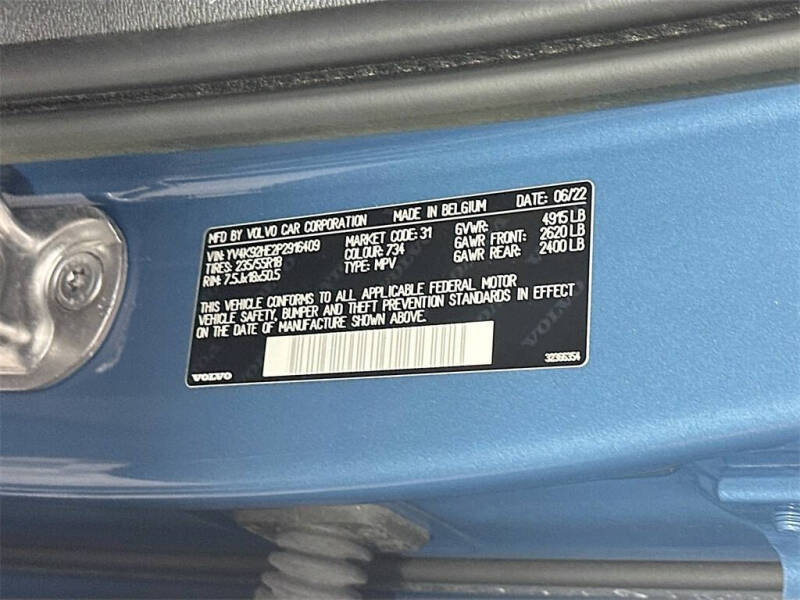 MFD BY VOLVO CAR CORPORATION MADE IN BELGIUM DATE: 06/22
VIN: YV4K92HE2P2916409 MARKET CODE: 31 GVWR: 4915 LB
TIRES: 235/55R18 COLOUR: 734 GAWR FRONT: 2620 LB
RIM: 7.5Jx18x50.5 TYPE: MPV GAWR REAR: 2400 LB
THIS VEHICLE CONFORMS TO ALL APPLICABLE FEDERAL MOTOR
VEHICLE SAFETY, BUMPER AND THEFT PREVENTION STANDARDS IN EFFECT
ON THE DATE OF MANUFACTURE SHOWN ABOVE.
VOLVO 32366354